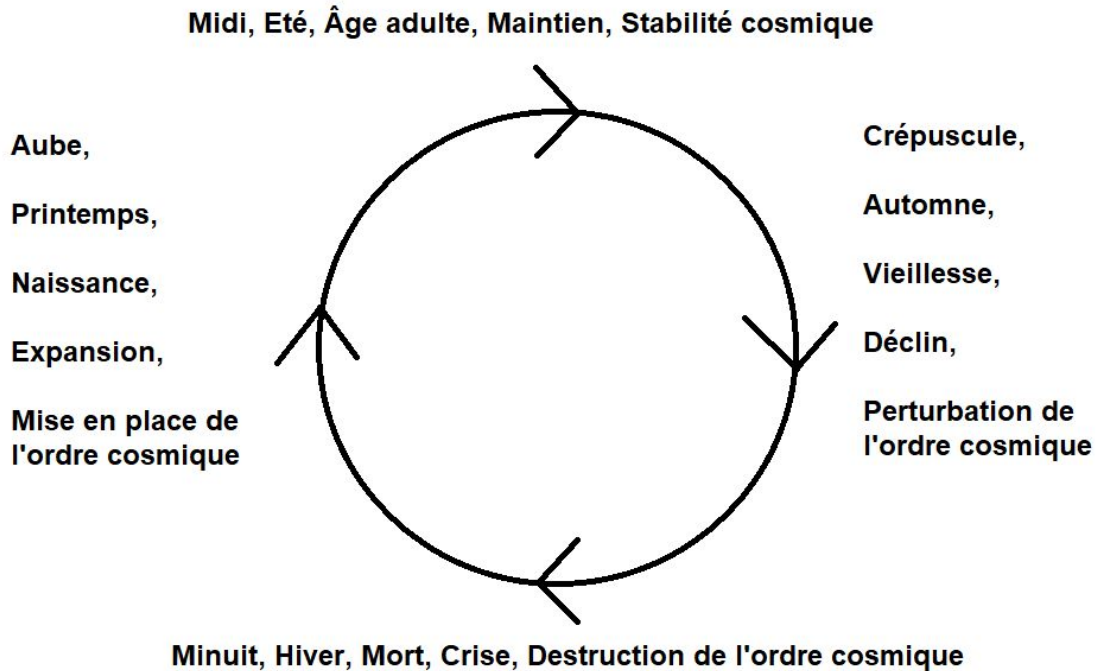 Midi, Eté, Âge adulte, Maintien, Stabilité cosmique
Aube,
Printemps,
Naissance,
Expansion,
Mise en place de
l'ordre cosmique
Crépuscule,
Automne,
Vieillesse,
Déclin,
Perturbation de
l'ordre cosmique
Minuit, Hiver, Mort, Crise, Destruction de l'ordre cosmique